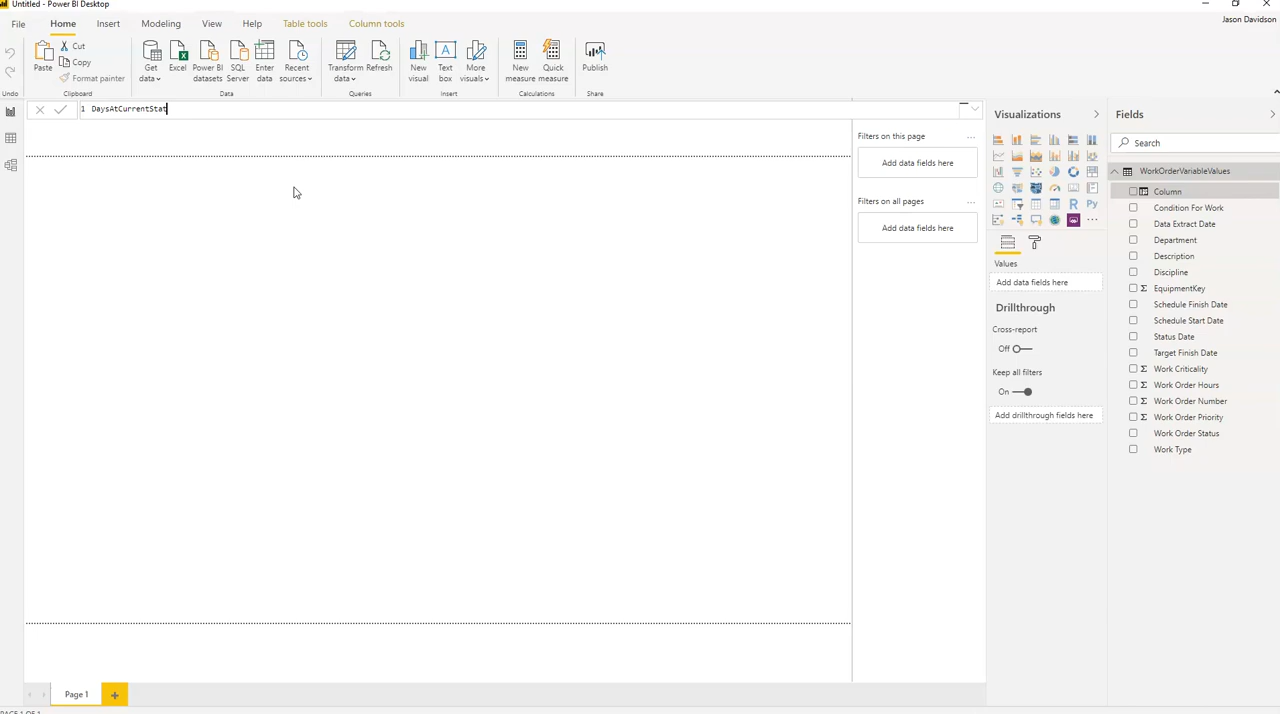 Untitled - Power BI Desktop
Jason Davidson
File Home Insert Modeling View Help Table tools Column tools
Paste
Cut
Copy
Format painter
Get data
Excel
Power BI datasets
SQL Server
Enter data
Recent sources
Transform data
Refresh
New visual
Text box
More visuals
New measure
Quick measure
Publish
Undo
Clipboard
Data
Queries
Insert
Calculations
Share
1 DaysAtCurrentStat
Filters on this page ...
Add data fields here
Filters on all pages ...
Add data fields here
Visualizations
R
Py
Values
Add data fields here
Drillthrough
Cross-report
Off
Keep all filters
On
Add drillthrough fields here
Fields
Search
WorkOrderVariableValues
Column
Condition For Work
Data Extract Date
Department
Description
Discipline
Σ EquipmentKey
Schedule Finish Date
Schedule Start Date
Status Date
Target Finish Date
Σ Work Criticality
Σ Work Order Hours
Σ Work Order Number
Σ Work Order Priority
Work Order Status
Work Type
Page 1
PAGE 1 OF 1